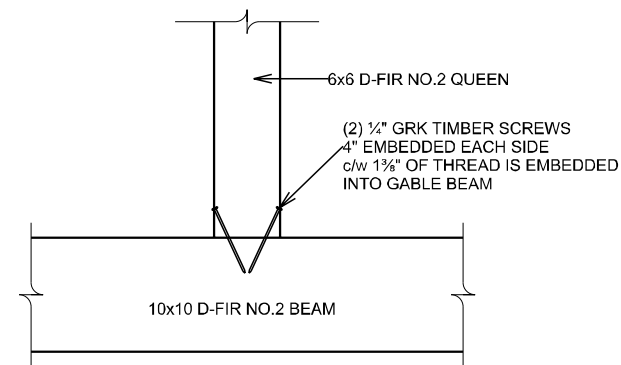 6x6 D-FIR NO.2 QUEEN
(2) ¼" GRK TIMBER SCREWS
4" EMBEDDED EACH SIDE
c/w 1⅜" OF THREAD IS EMBEDDED
INTO GABLE BEAM
10x10 D-FIR NO.2 BEAM